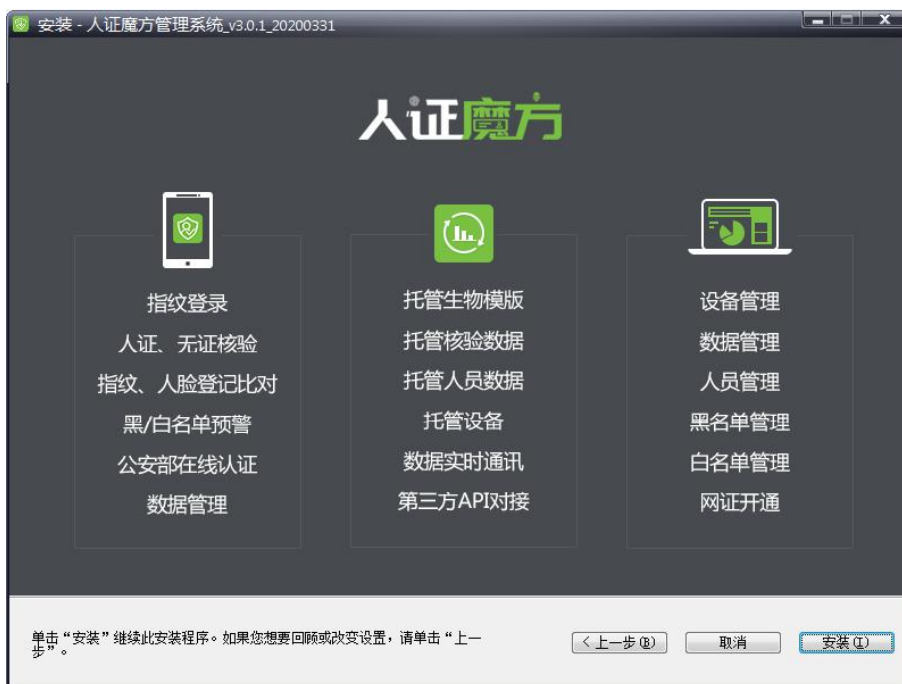 安装 - 人证魔方管理系统_v3.0.1_20200331
人证魔方
指纹登录
人证、无证核验
指纹、人脸登记比对
黑/白名单预警
公安部在线认证
数据管理
托管生物模版
托管核验数据
托管人员数据
托管设备
数据实时通讯
第三方API对接
设备管理
数据管理
人员管理
黑名单管理
白名单管理
网证开通
单击“安装”继续此安装程序。如果您想要回顾或改变设置，请单击“上一
步”。
< 上一步(B)
取消
安装(I)